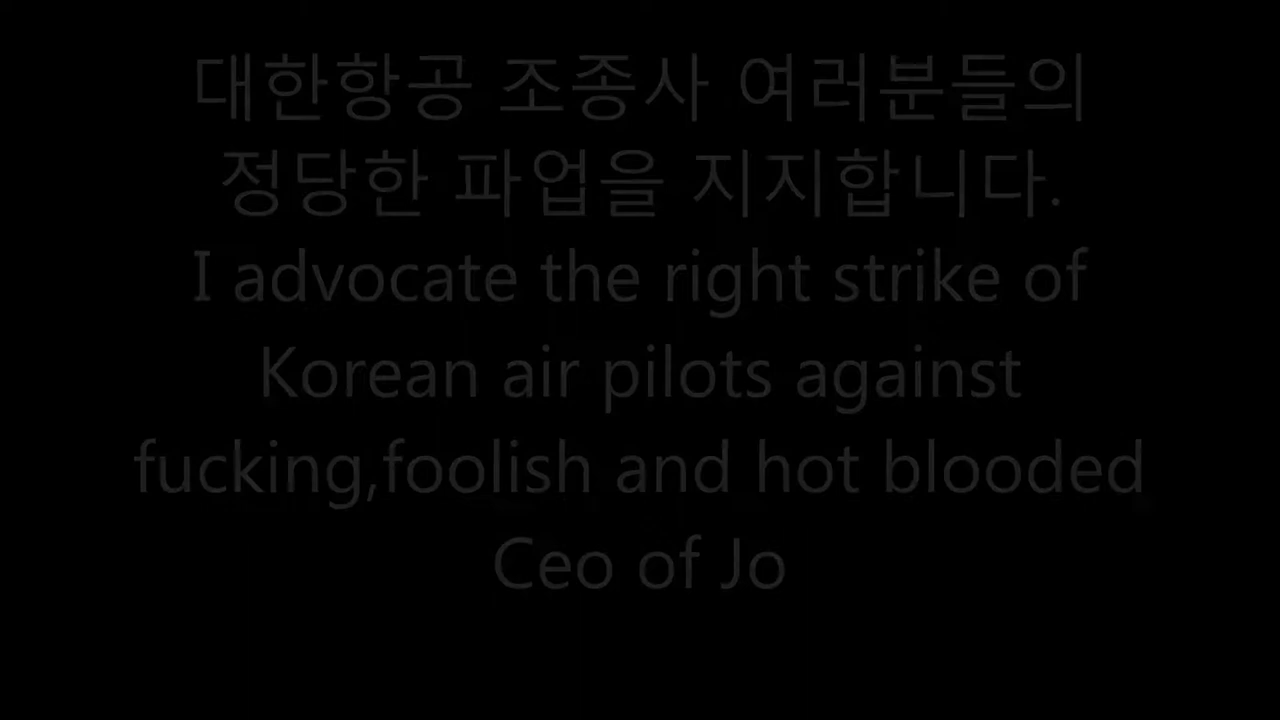 대한항공 조종사 여러분들의
정당한 파업을 지지합니다.
I advocate the right strike of
Korean air pilots against
fucking,foolish and hot blooded
Ceo of Jo